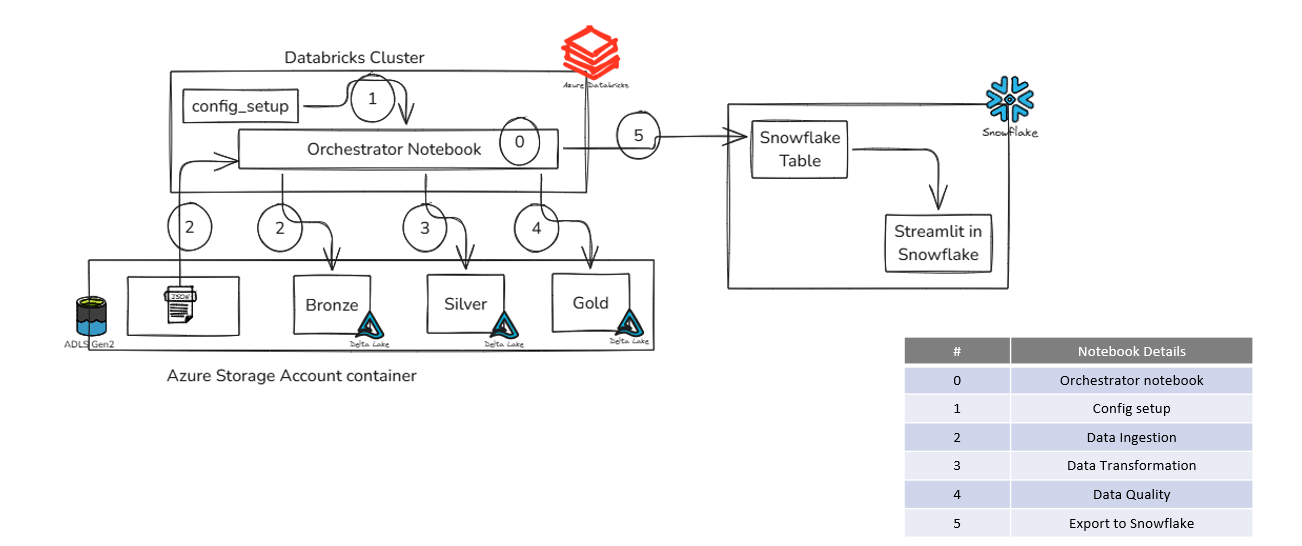 Databricks Cluster
Azure Databricks
config_setup
1
Orchestrator Notebook
0
5
Snowflake
Snowflake
Table
Streamlit in
Snowflake
2
2
3
4
JSON
Bronze
Silver
Gold
Delta Lake
Delta Lake
Delta Lake
ADLS Gen2
Azure Storage Account container
# Notebook Details
0 Orchestrator notebook
1 Config setup
2 Data Ingestion
3 Data Transformation
4 Data Quality
5 Export to Snowflake